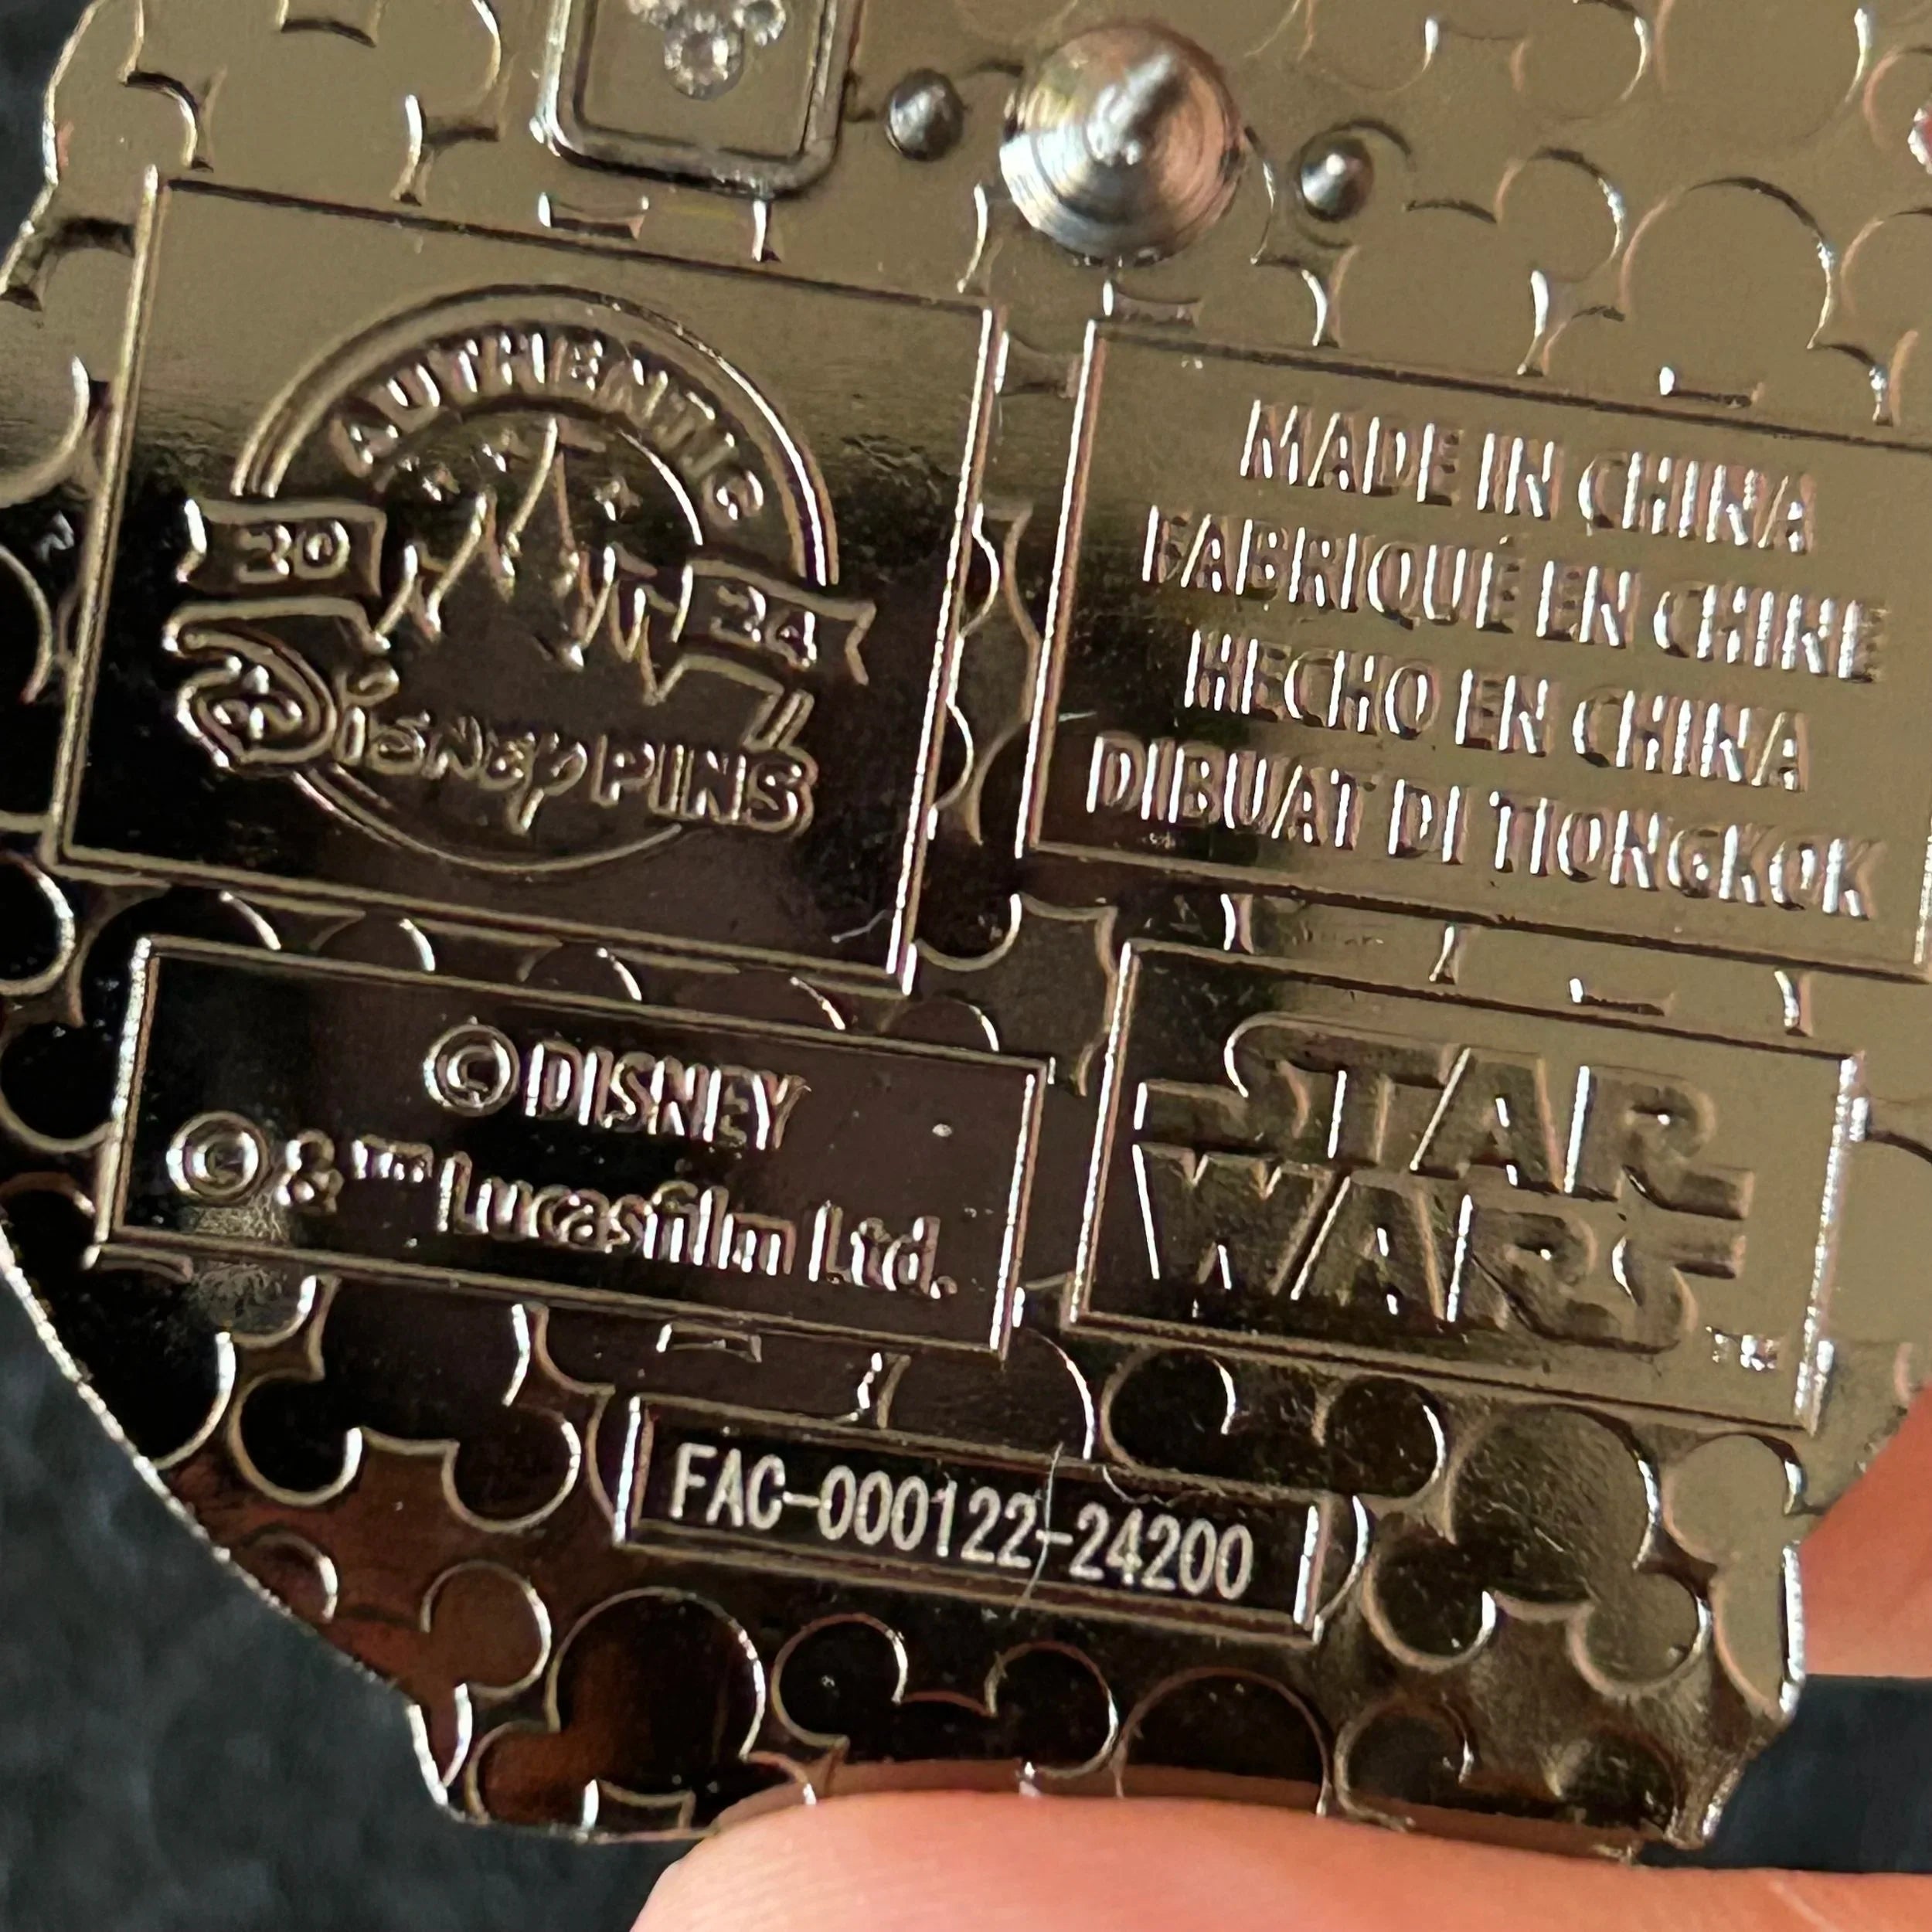 AUTHENTIC
20 24
Disney PINS
MADE IN CHINA
FABRIQUÉ EN CHINE
HECHO EN CHINA
DIBUAT DI TIONGKOK
©DISNEY
©&™ Lucasfilm Ltd.
STAR
WARS
TM
FAC-000122-24200